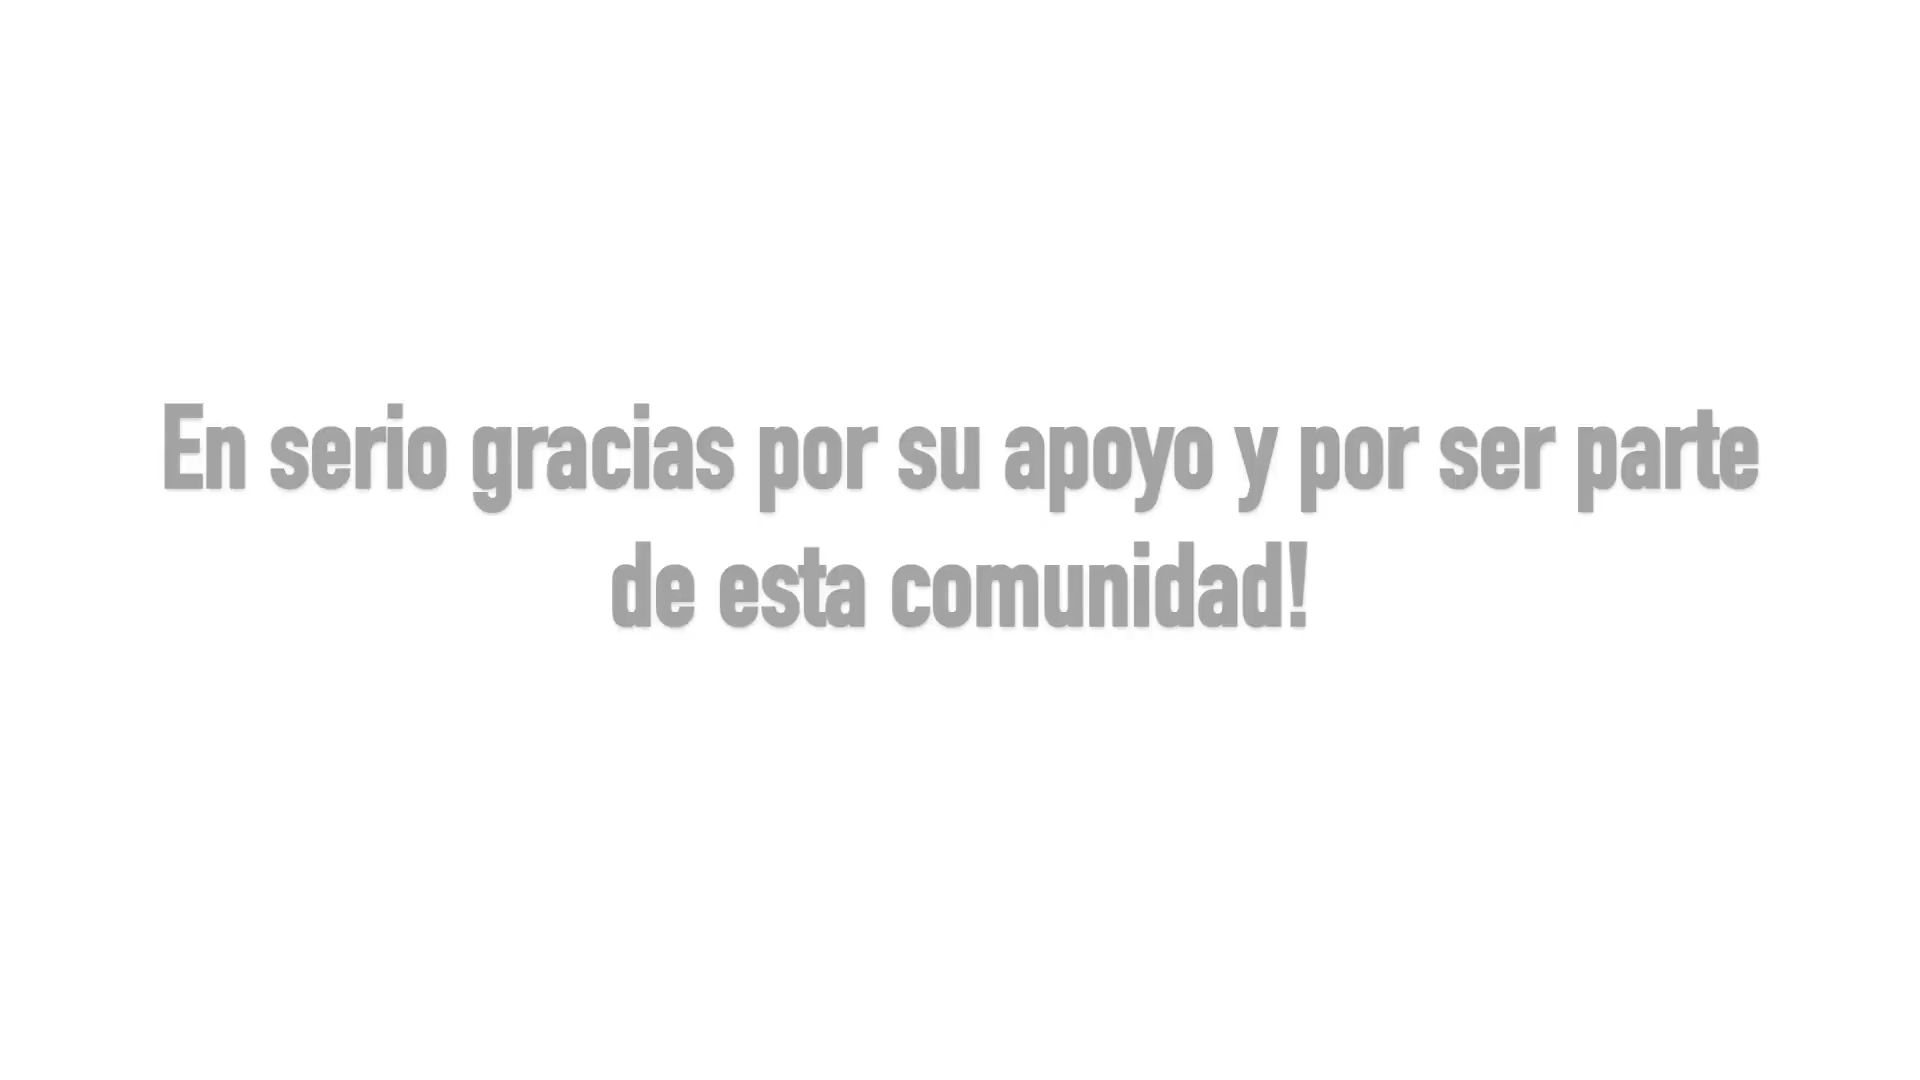 En serio gracias por su apoyo y por ser parte
de esta comunidad!